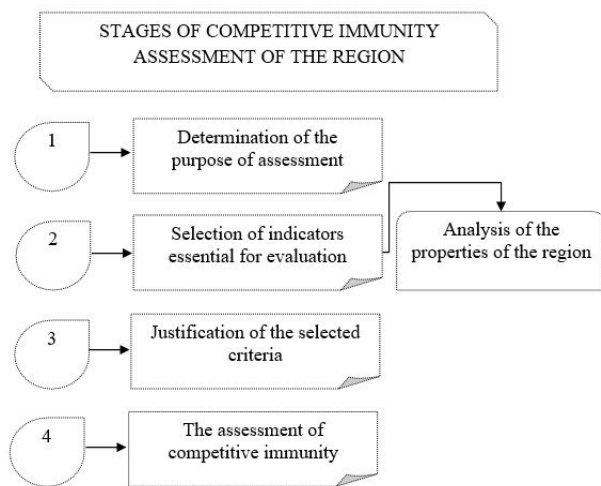 STAGES OF COMPETITIVE IMMUNITY
ASSESSMENT OF THE REGION
1
Determination of the
purpose of assessment
2
Selection of indicators
essential for evaluation
Analysis of the
properties of the region
3
Justification of the selected
criteria
4
The assessment of
competitive immunity